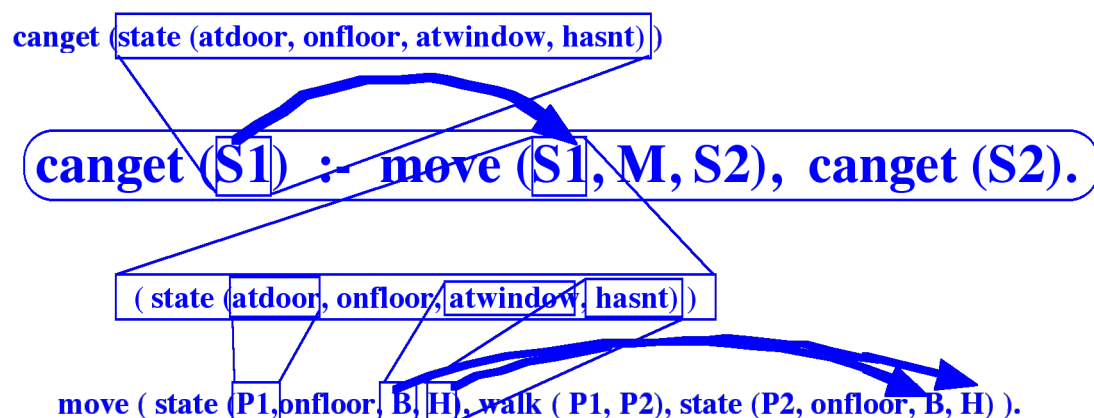 canget (state (atdoor, onfloor, atwindow, hasnt) )
canget (S1) :- move (S1, M, S2), canget (S2).
( state (atdoor, onfloor, atwindow, hasnt) )
move ( state (P1,onfloor, B, H), walk ( P1, P2), state (P2, onfloor, B, H) ).